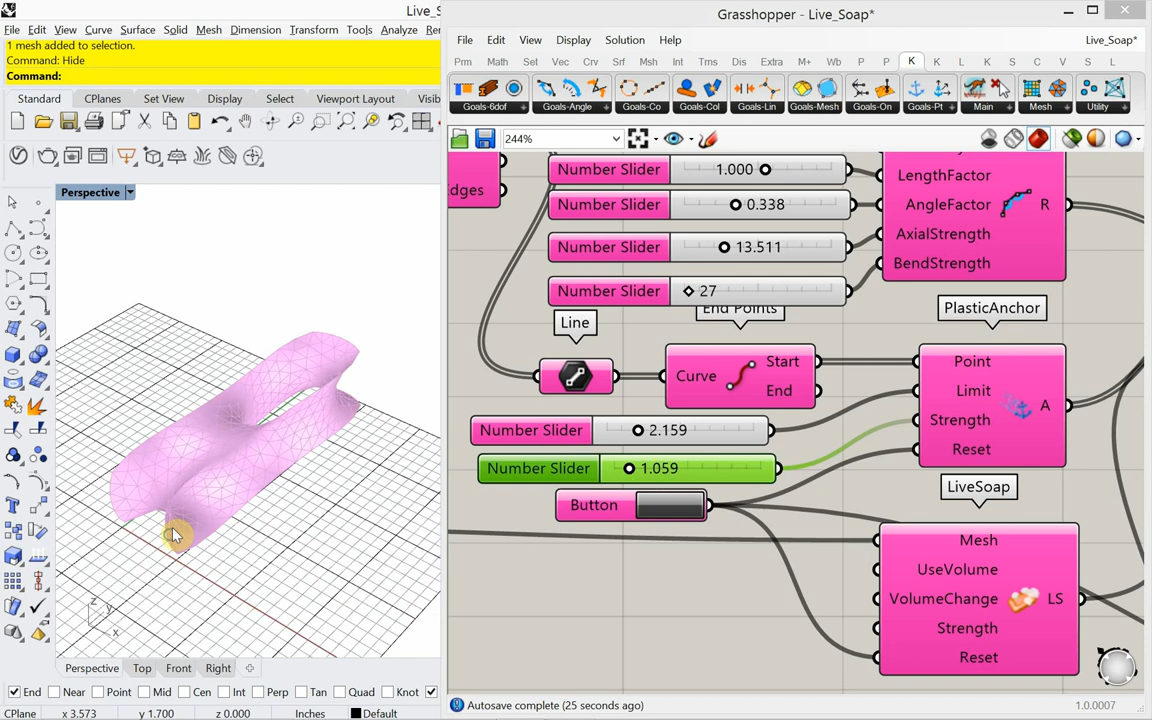 Live_S
File Edit View Curve Surface Solid Mesh Dimension Transform Tools Analyze Re
1 mesh added to selection.
Command: Hide
Command:
Standard CPlanes Set View Display Select Viewport Layout Visib
Perspective
z
y
x
Perspective Top Front Right
End Near Point Mid Cen Int Perp Tan Quad Knot
CPlane x 3.573 y 1.700 z 0.000 Inches Default
Grasshopper - Live_Soap*
File Edit View Display Solution Help Live_Soap*
Prm Math Set Vec Crv Srf Msh Int Trns Dis Extra M+ Wb P P K K L K S C V S L
Goals-6dof Goals-Angle Goals-Co Goals-Col Goals-Lin Goals-Mesh Goals-On Goals-Pt Main Mesh Utility
244%
dges
Number Slider 1.000
Number Slider 0.338
Number Slider 13.511
Number Slider 27
LengthFactor
AngleFactor R
AxialStrength
BendStrength
Line
End Points
PlasticAnchor
Curve Start
End
Point
Limit
Strength
Reset
A
Number Slider 2.159
Number Slider 1.059
Button
LiveSoap
Mesh
UseVolume
VolumeChange LS
Strength
Reset
Autosave complete (25 seconds ago) 1.0.0007